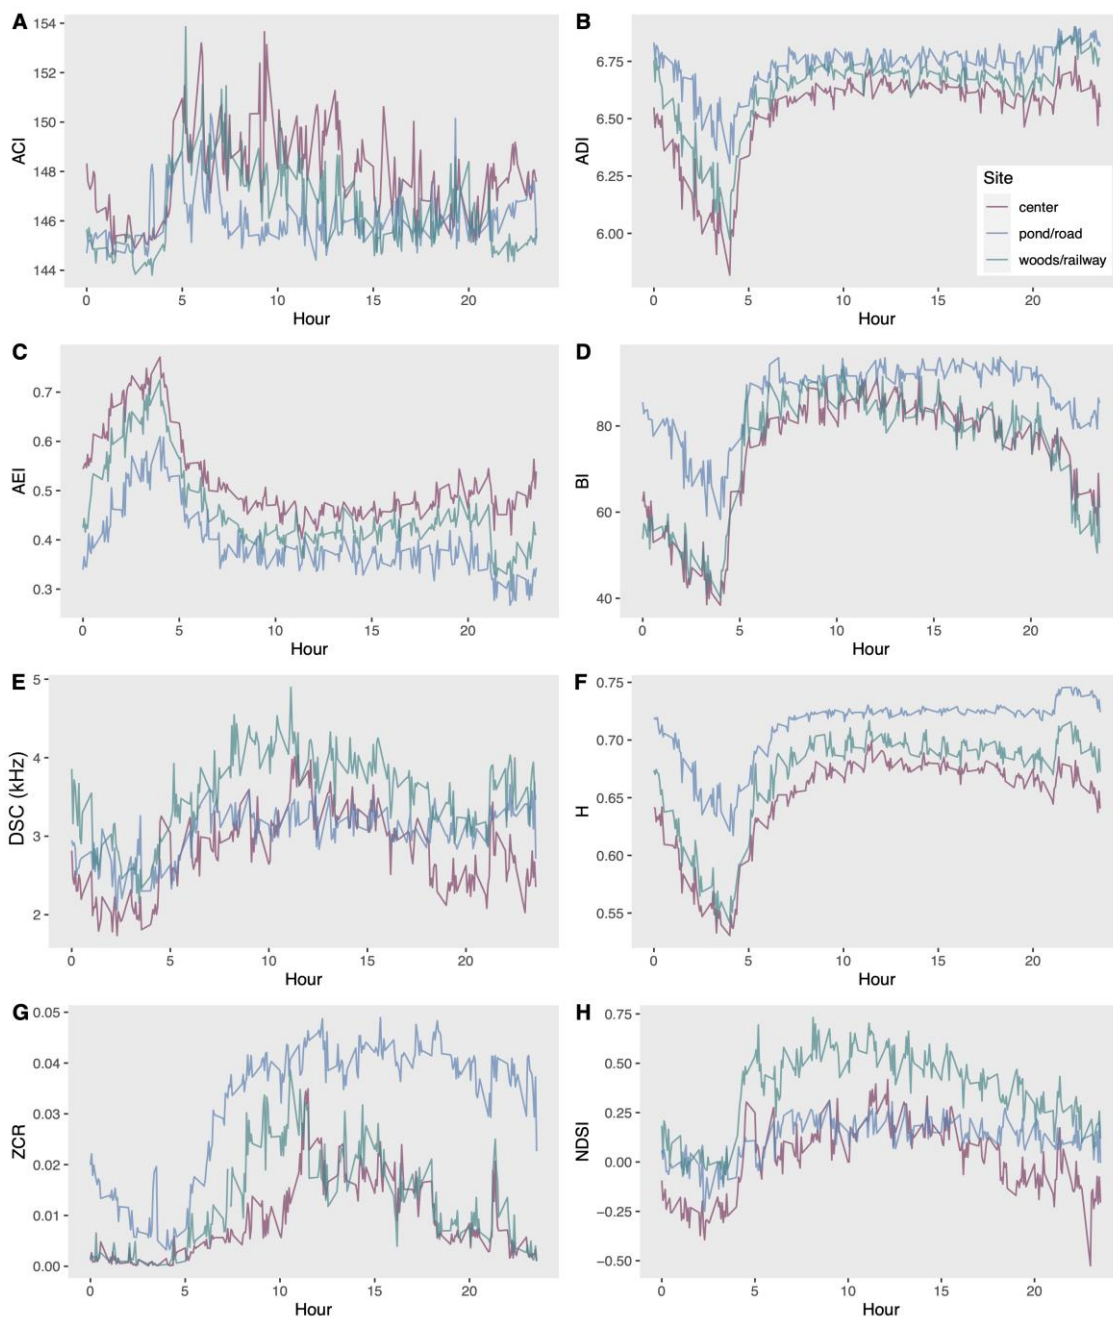 A
154
152
150
148
146
144
ACI
0 5 10 15 20
Hour
B
6.75
6.50
6.25
6.00
ADI
Site
center
pond/road
woods/railway
0 5 10 15 20
Hour
C
0.7
0.6
0.5
0.4
0.3
AEI
0 5 10 15 20
Hour
D
80
60
40
BI
0 5 10 15 20
Hour
E
5
4
3
2
DSC (kHz)
0 5 10 15 20
Hour
F
0.75
0.70
0.65
0.60
0.55
H
0 5 10 15 20
Hour
G
0.05
0.04
0.03
0.02
0.01
0.00
ZCR
0 5 10 15 20
Hour
H
0.75
0.50
0.25
0.00
−0.25
−0.50
NDSI
0 5 10 15 20
Hour